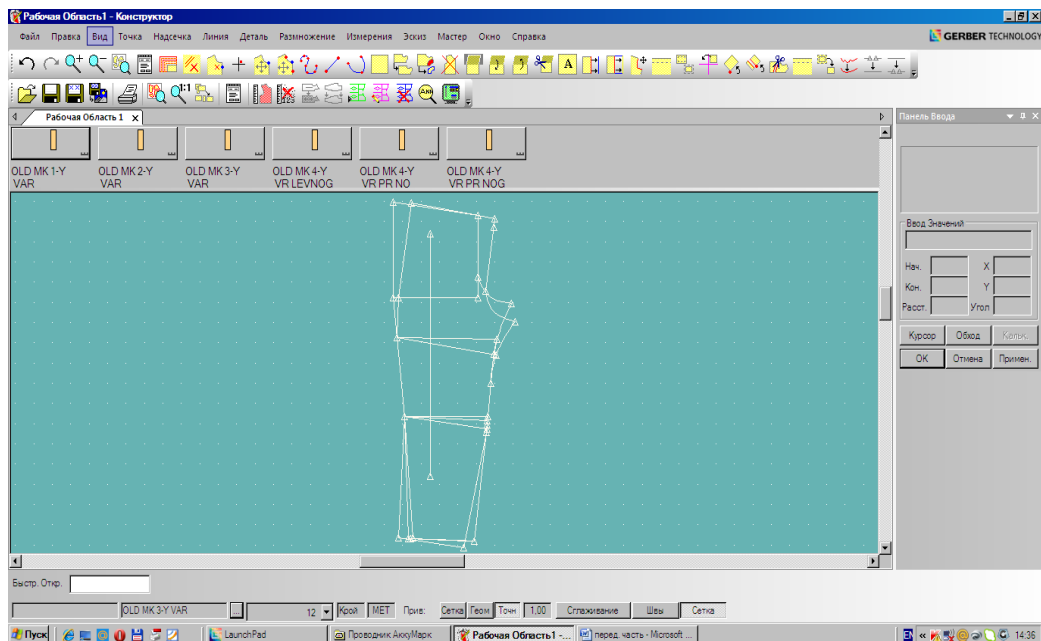 Рабочая Область1 - Конструктор
Файл Правка Вид Точка Надсечка Линия Деталь Размножение Измерения Эскиз Мастер Окно Справка
GERBER TECHNOLOGY
Рабочая Область 1 x
Панель Ввода
OLD MK 1-Y VAR
OLD MK 2-Y VAR
OLD MK 3-Y VAR
OLD MK 4-Y VR LEVNOG
OLD MK 4-Y VR PR NO
OLD MK 4-Y VR PR NOG
Ввод Значений
Нач. X
Кон. Y
Расст. Угол
Курсор Обход Кальк.
OK Отмена Примен.
Быстр. Откр.
OLD MK 3-Y VAR ... 12 Крой МЕТ Прив: Сетка Геом Точн 1,00 Сглаживание Швы Сетка
Пуск LaunchPad Проводник АккуМарк Рабочая Область1 -... перед. часть - Microsoft ... EN « 14:36